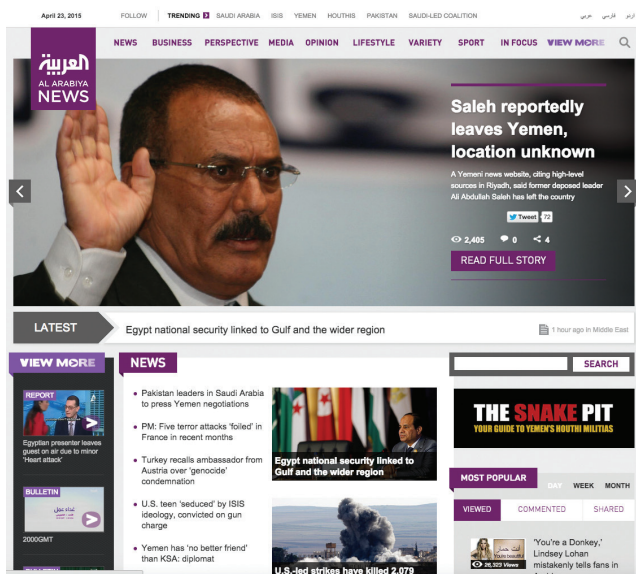 April 23, 2015
FOLLOW
TRENDING SAUDI ARABIA ISIS YEMEN HOUTHIS PAKISTAN SAUDI-LED COALITION
عربي فارسي اردو
العربية
AL ARABIYA
NEWS
NEWS BUSINESS PERSPECTIVE MEDIA OPINION LIFESTYLE VARIETY SPORT IN FOCUS VIEW MORE
Saleh reportedly
leaves Yemen,
location unknown
A Yemeni news website, citing high-level
sources in Riyadh, said former deposed leader
Ali Abdullah Saleh has left the country
Tweet 72
2,405 0 4
READ FULL STORY
LATEST
Egypt national security linked to Gulf and the wider region
1 hour ago in Middle East
VIEW MORE
REPORT
Egyptian presenter leaves
guest on air due to minor
'Heart attack'
BULLETIN
2000GMT
BULLETIN
NEWS
Pakistan leaders in Saudi Arabia
to press Yemen negotiations
PM: Five terror attacks 'foiled' in
France in recent months
Turkey recalls ambassador from
Austria over 'genocide'
condemnation
U.S. teen 'seduced' by ISIS
ideology, convicted on gun
charge
Yemen has 'no better friend'
than KSA: diplomat
Egypt national security linked to
Gulf and the wider region
U.S.-led strikes have killed 2,079
SEARCH
THE SNAKE PIT
YOUR GUIDE TO YEMEN'S HOUTHI MILITIAS
MOST POPULAR
DAY WEEK MONTH
VIEWED COMMENTED SHARED
أنت حمار
You're beautiful
26,323 Views
'You're a Donkey,'
Lindsey Lohan
mistakenly tells fans in